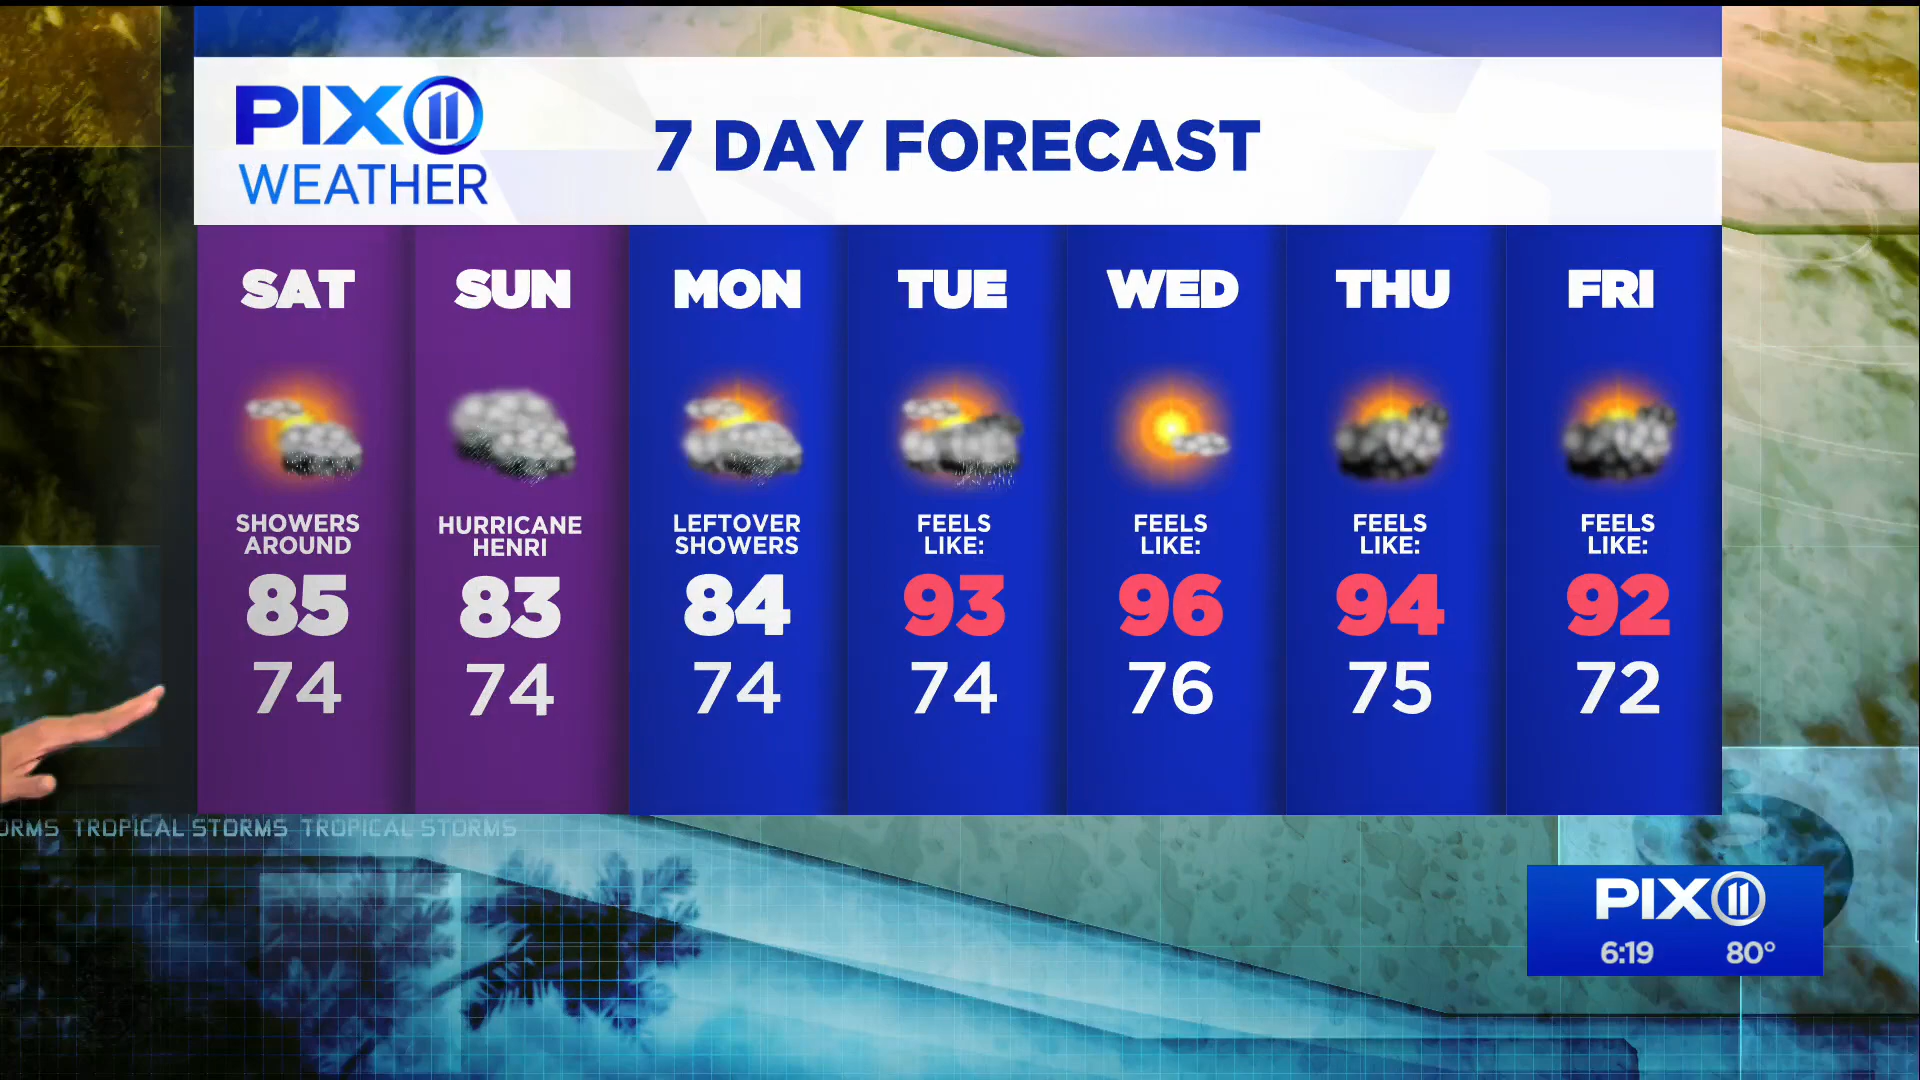 PIX11
WEATHER
7 DAY FORECAST
SAT
SHOWERS
AROUND
85
74
SUN
HURRICANE
HENRI
83
74
MON
LEFTOVER
SHOWERS
84
74
TUE
FEELS
LIKE:
93
74
WED
FEELS
LIKE:
96
76
THU
FEELS
LIKE:
94
75
FRI
FEELS
LIKE:
92
72
ORMS TROPICAL STORMS TROPICAL STORMS
PIX11
6:19 80°